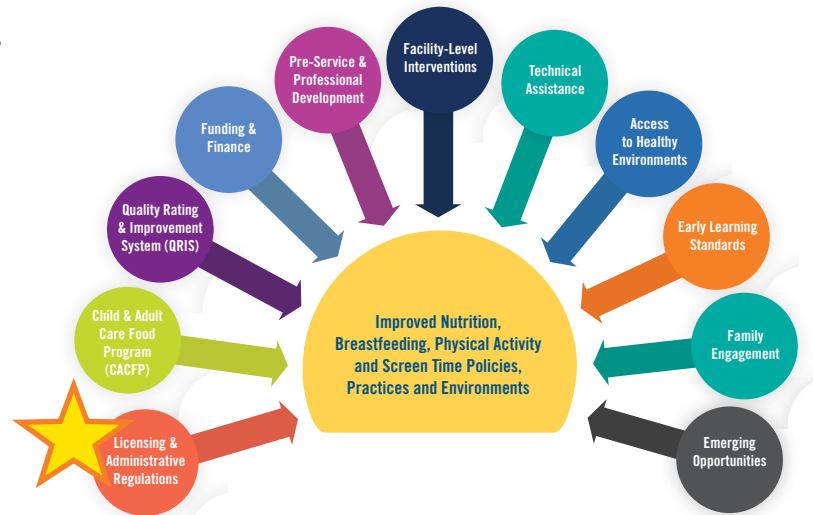 Facility-Level
Interventions
Pre-Service &
Professional
Development
Technical
Assistance
Funding &
Finance
Access
to Healthy
Environments
Quality Rating
& Improvement
System (QRIS)
Early Learning
Standards
Child & Adult
Care Food
Program
(CACFP)
Family
Engagement
Licensing &
Administrative
Regulations
Emerging
Opportunities
Improved Nutrition,
Breastfeeding, Physical Activity
and Screen Time Policies,
Practices and Environments